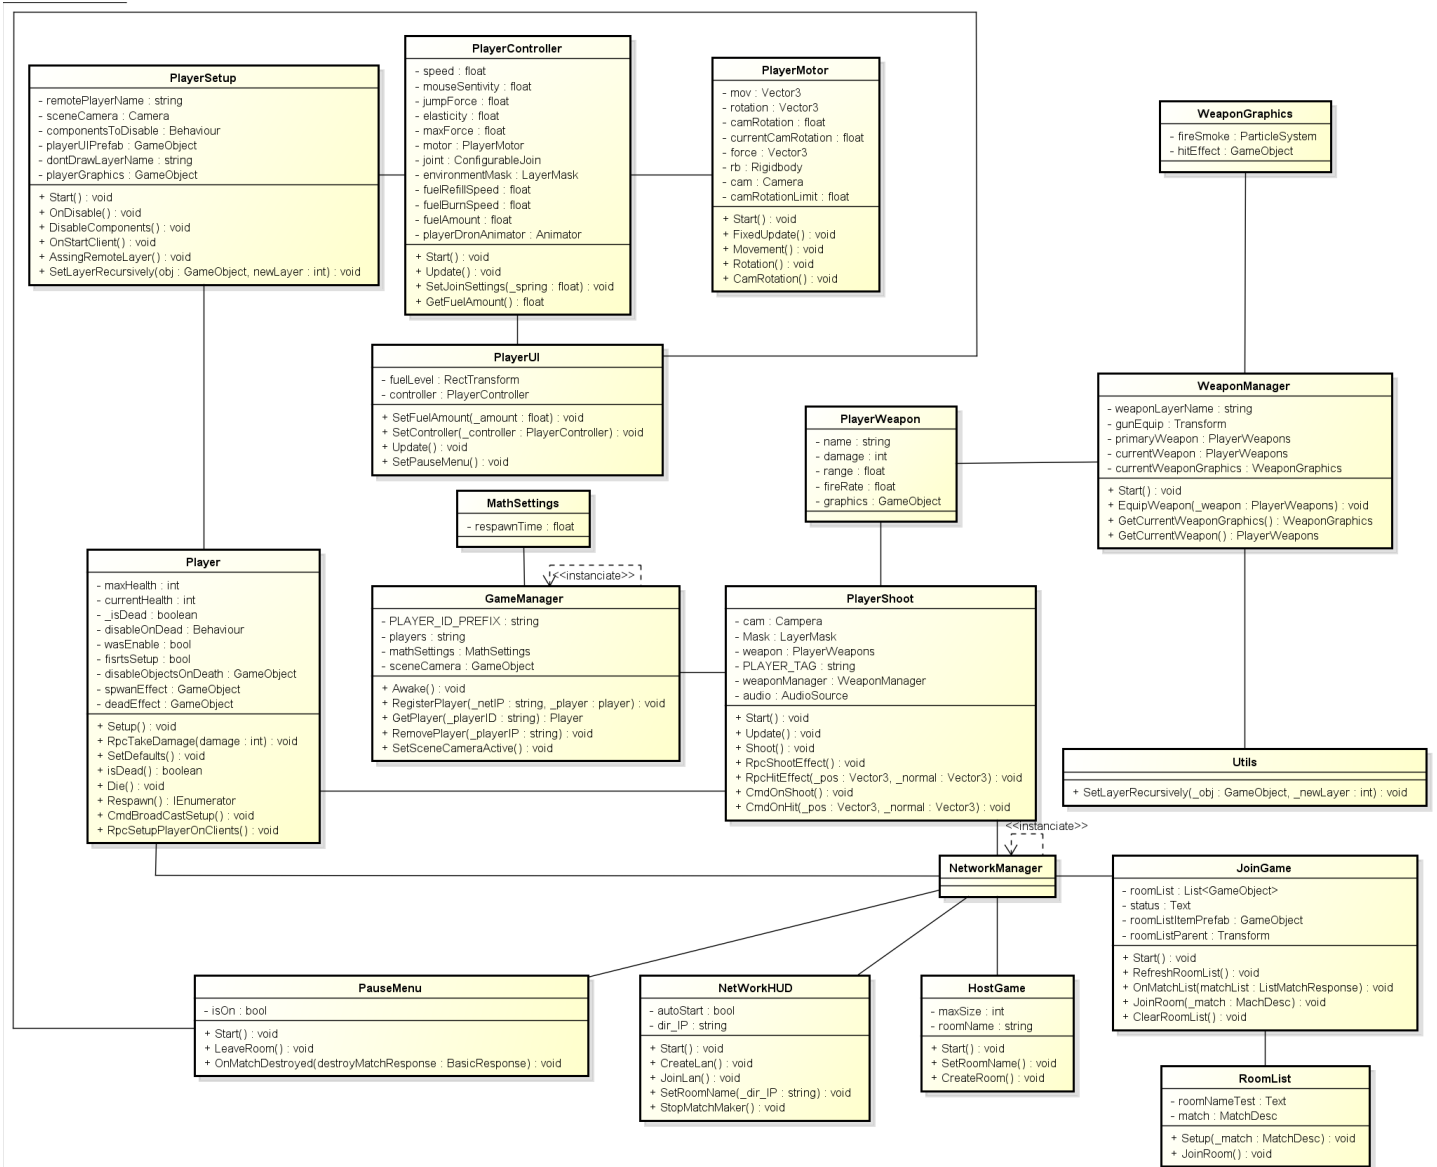 PlayerSetup
- remotePlayerName : string
- sceneCamera : Camera
- componentsToDisable : Behaviour
- playerUIPrefab : GameObject
- dontDrawLayerName : string
- playerGraphics : GameObject
+ Start() : void
+ OnDisable() : void
+ DisableComponents() : void
+ OnStartClient() : void
+ AssingRemoteLayer() : void
+ SetLayerRecursively(obj : GameObject, newLayer : int) : void
PlayerController
- speed : float
- mouseSentivity : float
- jumpForce : float
- elasticity : float
- maxForce : float
- motor : PlayerMotor
- joint : ConfigurableJoin
- environmentMask : LayerMask
- fuelRefillSpeed : float
- fuelBurnSpeed : float
- fuelAmount : float
- playerDronAnimator : Animator
+ Start() : void
+ Update() : void
+ SetJoinSettings(_spring : float) : void
+ GetFuelAmount() : float
PlayerMotor
- mov : Vector3
- rotation : Vector3
- camRotation : float
- currentCamRotation : float
- force : Vector3
- rb : Rigidbody
- cam : Camera
- camRotationLimit : float
+ Start() : void
+ FixedUpdate() : void
+ Movement() : void
+ Rotation() : void
+ CamRotation() : void
WeaponGraphics
- fireSmoke : ParticleSystem
- hitEffect : GameObject
PlayerUI
- fuelLevel : RectTransform
- controller : PlayerController
+ SetFuelAmount(_amount : float) : void
+ SetController(_controller : PlayerController) : void
+ Update() : void
+ SetPauseMenu() : void
PlayerWeapon
- name : string
- damage : int
- range : float
- fireRate : float
- graphics : GameObject
WeaponManager
- weaponLayerName : string
- gunEquip : Transform
- primaryWeapon : PlayerWeapons
- currentWeapon : PlayerWeapons
- currentWeaponGraphics : WeaponGraphics
+ Start() : void
+ EquipWeapon(_weapon : PlayerWeapons) : void
+ GetCurrentWeaponGraphics() : WeaponGraphics
+ GetCurrentWeapon() : PlayerWeapons
MathSettings
- respawnTime : float
Player
- maxHealth : int
- currentHealth : int
- _isDead : boolean
- disableOnDead : Behaviour
- wasEnable : bool
- fisrtsSetup : bool
- disableObjectsOnDeath : GameObject
- spwanEffect : GameObject
- deadEffect : GameObject
+ Setup() : void
+ RpcTakeDamage(damage : int) : void
+ SetDefaults() : void
+ isDead() : boolean
+ Die() : void
+ Respawn() : IEnumerator
+ CmdBroadCastSetup() : void
+ RpcSetupPlayerOnClients() : void
<<instanciate>>
GameManager
- PLAYER_ID_PREFIX : string
- players : string
- mathSettings : MathSettings
- sceneCamera : GameObject
+ Awake() : void
+ RegisterPlayer(_netIP : string, _player : player) : void
+ GetPlayer(_playerID : string) : Player
+ RemovePlayer(_playerIP : string) : void
+ SetSceneCameraActive() : void
PlayerShoot
- cam : Campera
- Mask : LayerMask
- weapon : PlayerWeapons
- PLAYER_TAG : string
- weaponManager : WeaponManager
- audio : AudioSource
+ Start() : void
+ Update() : void
+ Shoot() : void
+ RpcShootEffect() : void
+ RpcHitEffect(_pos : Vector3, _normal : Vector3) : void
+ CmdOnShoot() : void
+ CmdOnHit(_pos : Vector3, _normal : Vector3) : void
Utils
+ SetLayerRecursively(_obj : GameObject, _newLayer : int) : void
<<instanciate>>
NetworkManager
JoinGame
- roomList : List<GameObject>
- status : Text
- roomListItemPrefab : GameObject
- roomListParent : Transform
+ Start() : void
+ RefreshRoomList() : void
+ OnMatchList(matchList : ListMatchResponse) : void
+ JoinRoom(_match : MachDesc) : void
+ ClearRoomList() : void
PauseMenu
- isOn : bool
+ Start() : void
+ LeaveRoom() : void
+ OnMatchDestroyed(destroyMatchResponse : BasicResponse) : void
NetWorkHUD
- autoStart : bool
- dir_IP : string
+ Start() : void
+ CreateLan() : void
+ JoinLan() : void
+ SetRoomName(_dir_IP : string) : void
+ StopMatchMaker() : void
HostGame
- maxSize : int
- roomName : string
+ Start() : void
+ SetRoomName() : void
+ CreateRoom() : void
RoomList
- roomNameTest : Text
- match : MatchDesc
+ Setup(_match : MatchDesc) : void
+ JoinRoom() : void